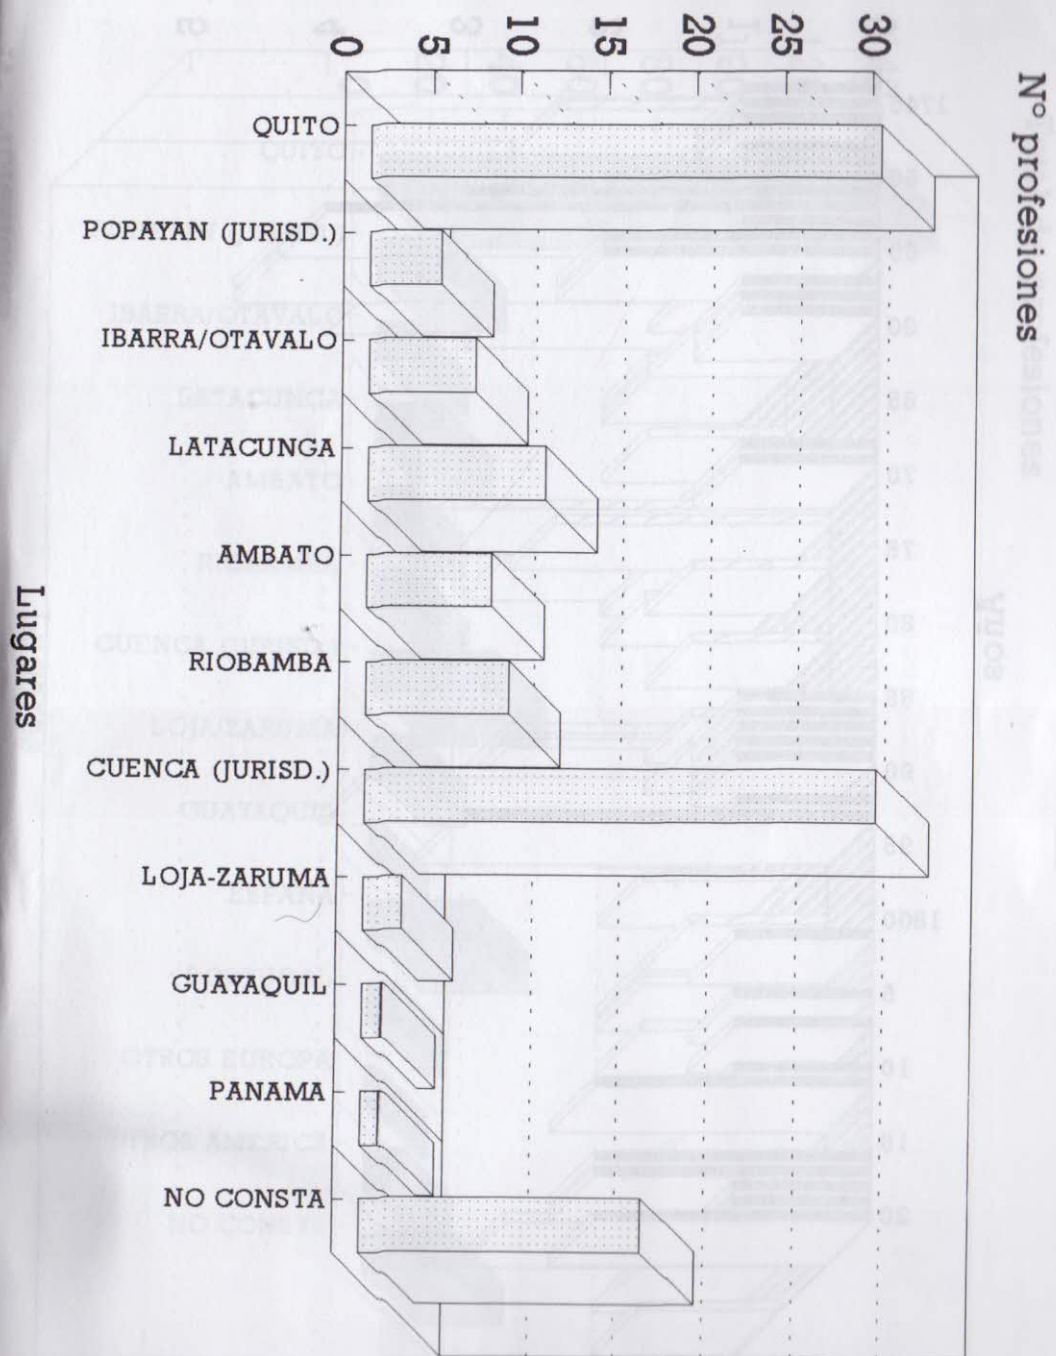 Nº profesiones
0 5 10 15 20 25 30
QUITO
POPAYAN (JURISD.)
IBARRA/OTAVALO
LATACUNGA
AMBATO
RIOBAMBA
CUENCA (JURISD.)
LOJA-ZARUMA
GUAYAQUIL
PANAMA
NO CONSTA
Lugares